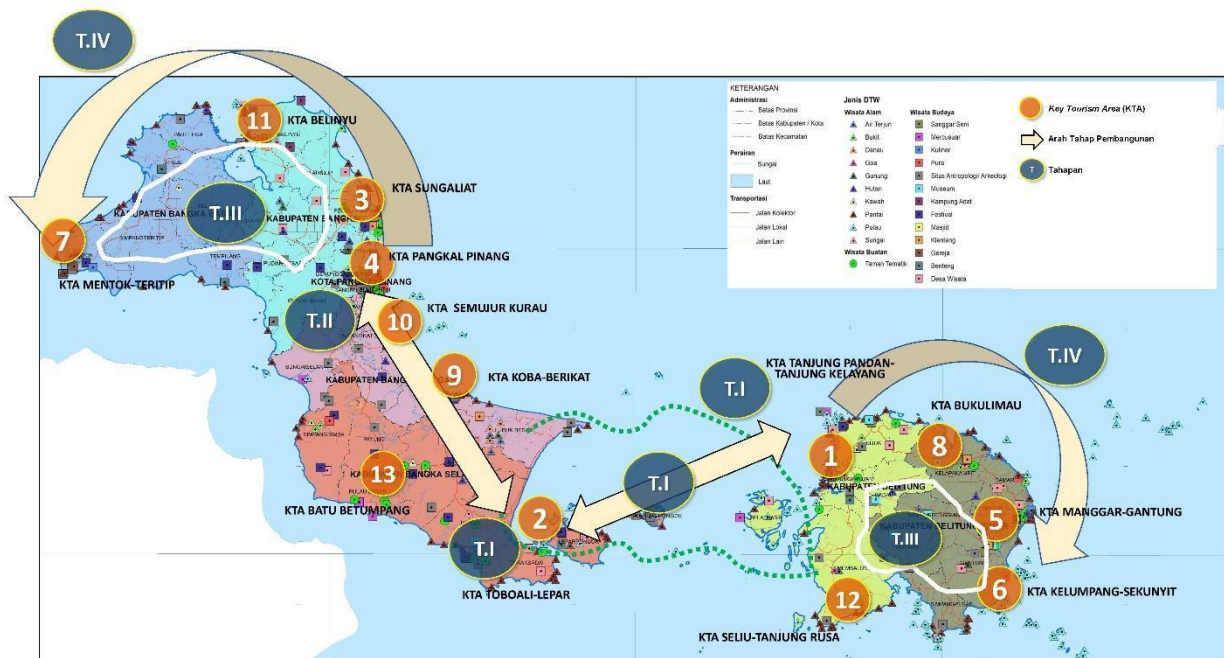 T.IV
11
KTA BELINYU
3
KTA SUNGALIAT
T.III
7
KTA MENTOK-TERITIP
4
KTA PANGKAL PINANG
T.II
10
KTA SEMUJUR KURAU
9
KTA KOBA-BERIKAT
13
KTA BATU BETUMPANG
2
T.I
KTA TOBOALI-LEPAR
T.I
T.I
KTA TANJUNG PANDAN-
TANJUNG KELAYANG
T.IV
KTA BUKULIMAU
1
8
5
KTA MANGGAR-GANTUNG
T.III
6
KTA KELUMPANG-SEKUNYIT
12
KTA SELIU-TANJUNG RUSA
KETERANGAN
Administrasi
Batas Provinsi
Batas Kabupaten / Kota
Batas Kecamatan
Perairan
Sungai
Laut
Transportasi
Jalan Kolektor
Jalan Lokal
Jalan Lain
Jenis DTW
Wisata Alam
Air Terjun
Bukit
Danau
Goa
Gunung
Hutan
Kawah
Pantai
Pulau
Sungai
Wisata Buatan
Taman Tematik
Wisata Budaya
Sanggar Seni
Mercusuar
Kuliner
Pura
Situs Antropologi/ Arkeologi
Museum
Kampung Adat
Festival
Masjid
Klenteng
Gereja
Benteng
Desa Wisata
Key Tourism Area (KTA)
Arah Tahap Pembangunan
T
Tahapan